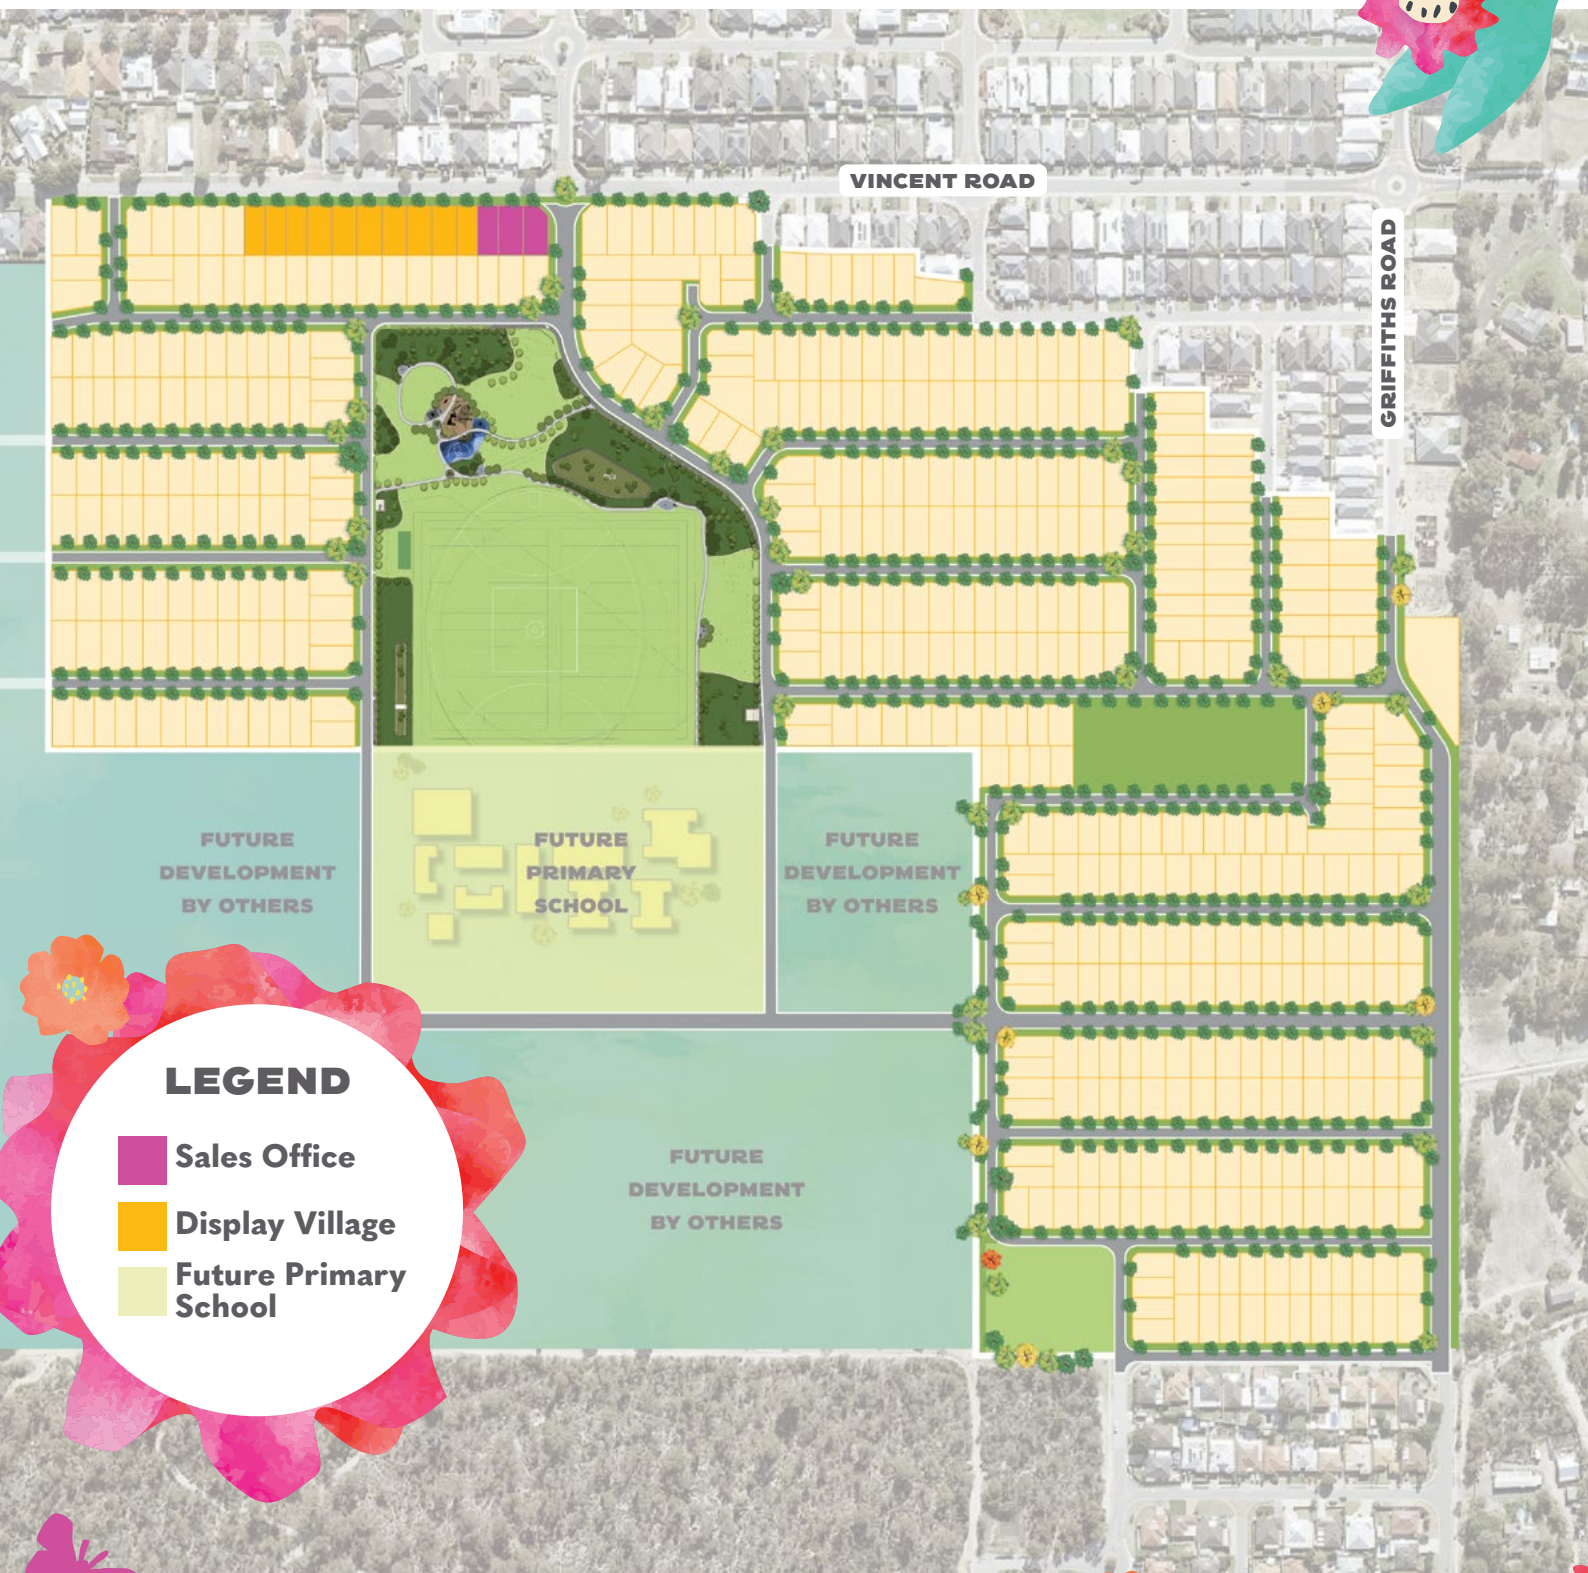 VINCENT ROAD
GRIFFITHS ROAD
FUTURE
DEVELOPMENT
BY OTHERS
FUTURE
PRIMARY
SCHOOL
FUTURE
DEVELOPMENT
BY OTHERS
FUTURE
DEVELOPMENT
BY OTHERS
LEGEND
Sales Office
Display Village
Future Primary
School